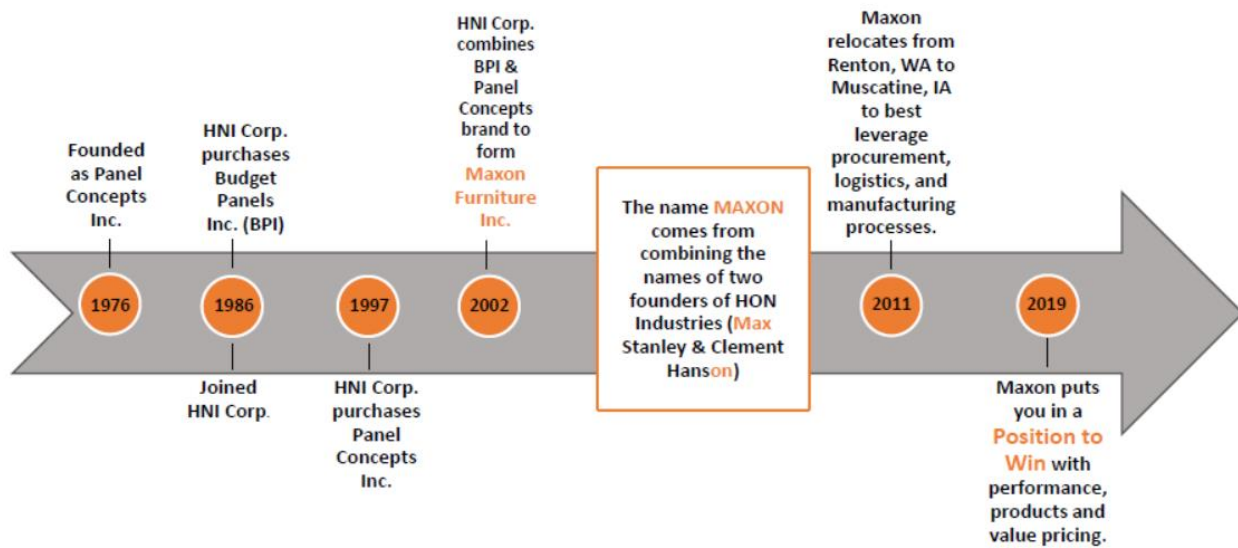 Founded
as Panel
Concepts
Inc.
1976
HNI Corp.
purchases
Budget
Panels
Inc. (BPI)
1986
Joined
HNI Corp.
1997
HNI Corp.
purchases
Panel
Concepts
Inc.
HNI Corp.
combines
BPI &
Panel
Concepts
brand to
form
Maxon
Furniture
Inc.
2002
The name MAXON
comes from
combining the
names of two
founders of HON
Industries (Max
Stanley & Clement
Hanson)
Maxon
relocates from
Renton, WA to
Muscatine, IA
to best
leverage
procurement,
logistics, and
manufacturing
processes.
2011
2019
Maxon puts
you in a
Position to
Win with
performance,
products and
value pricing.